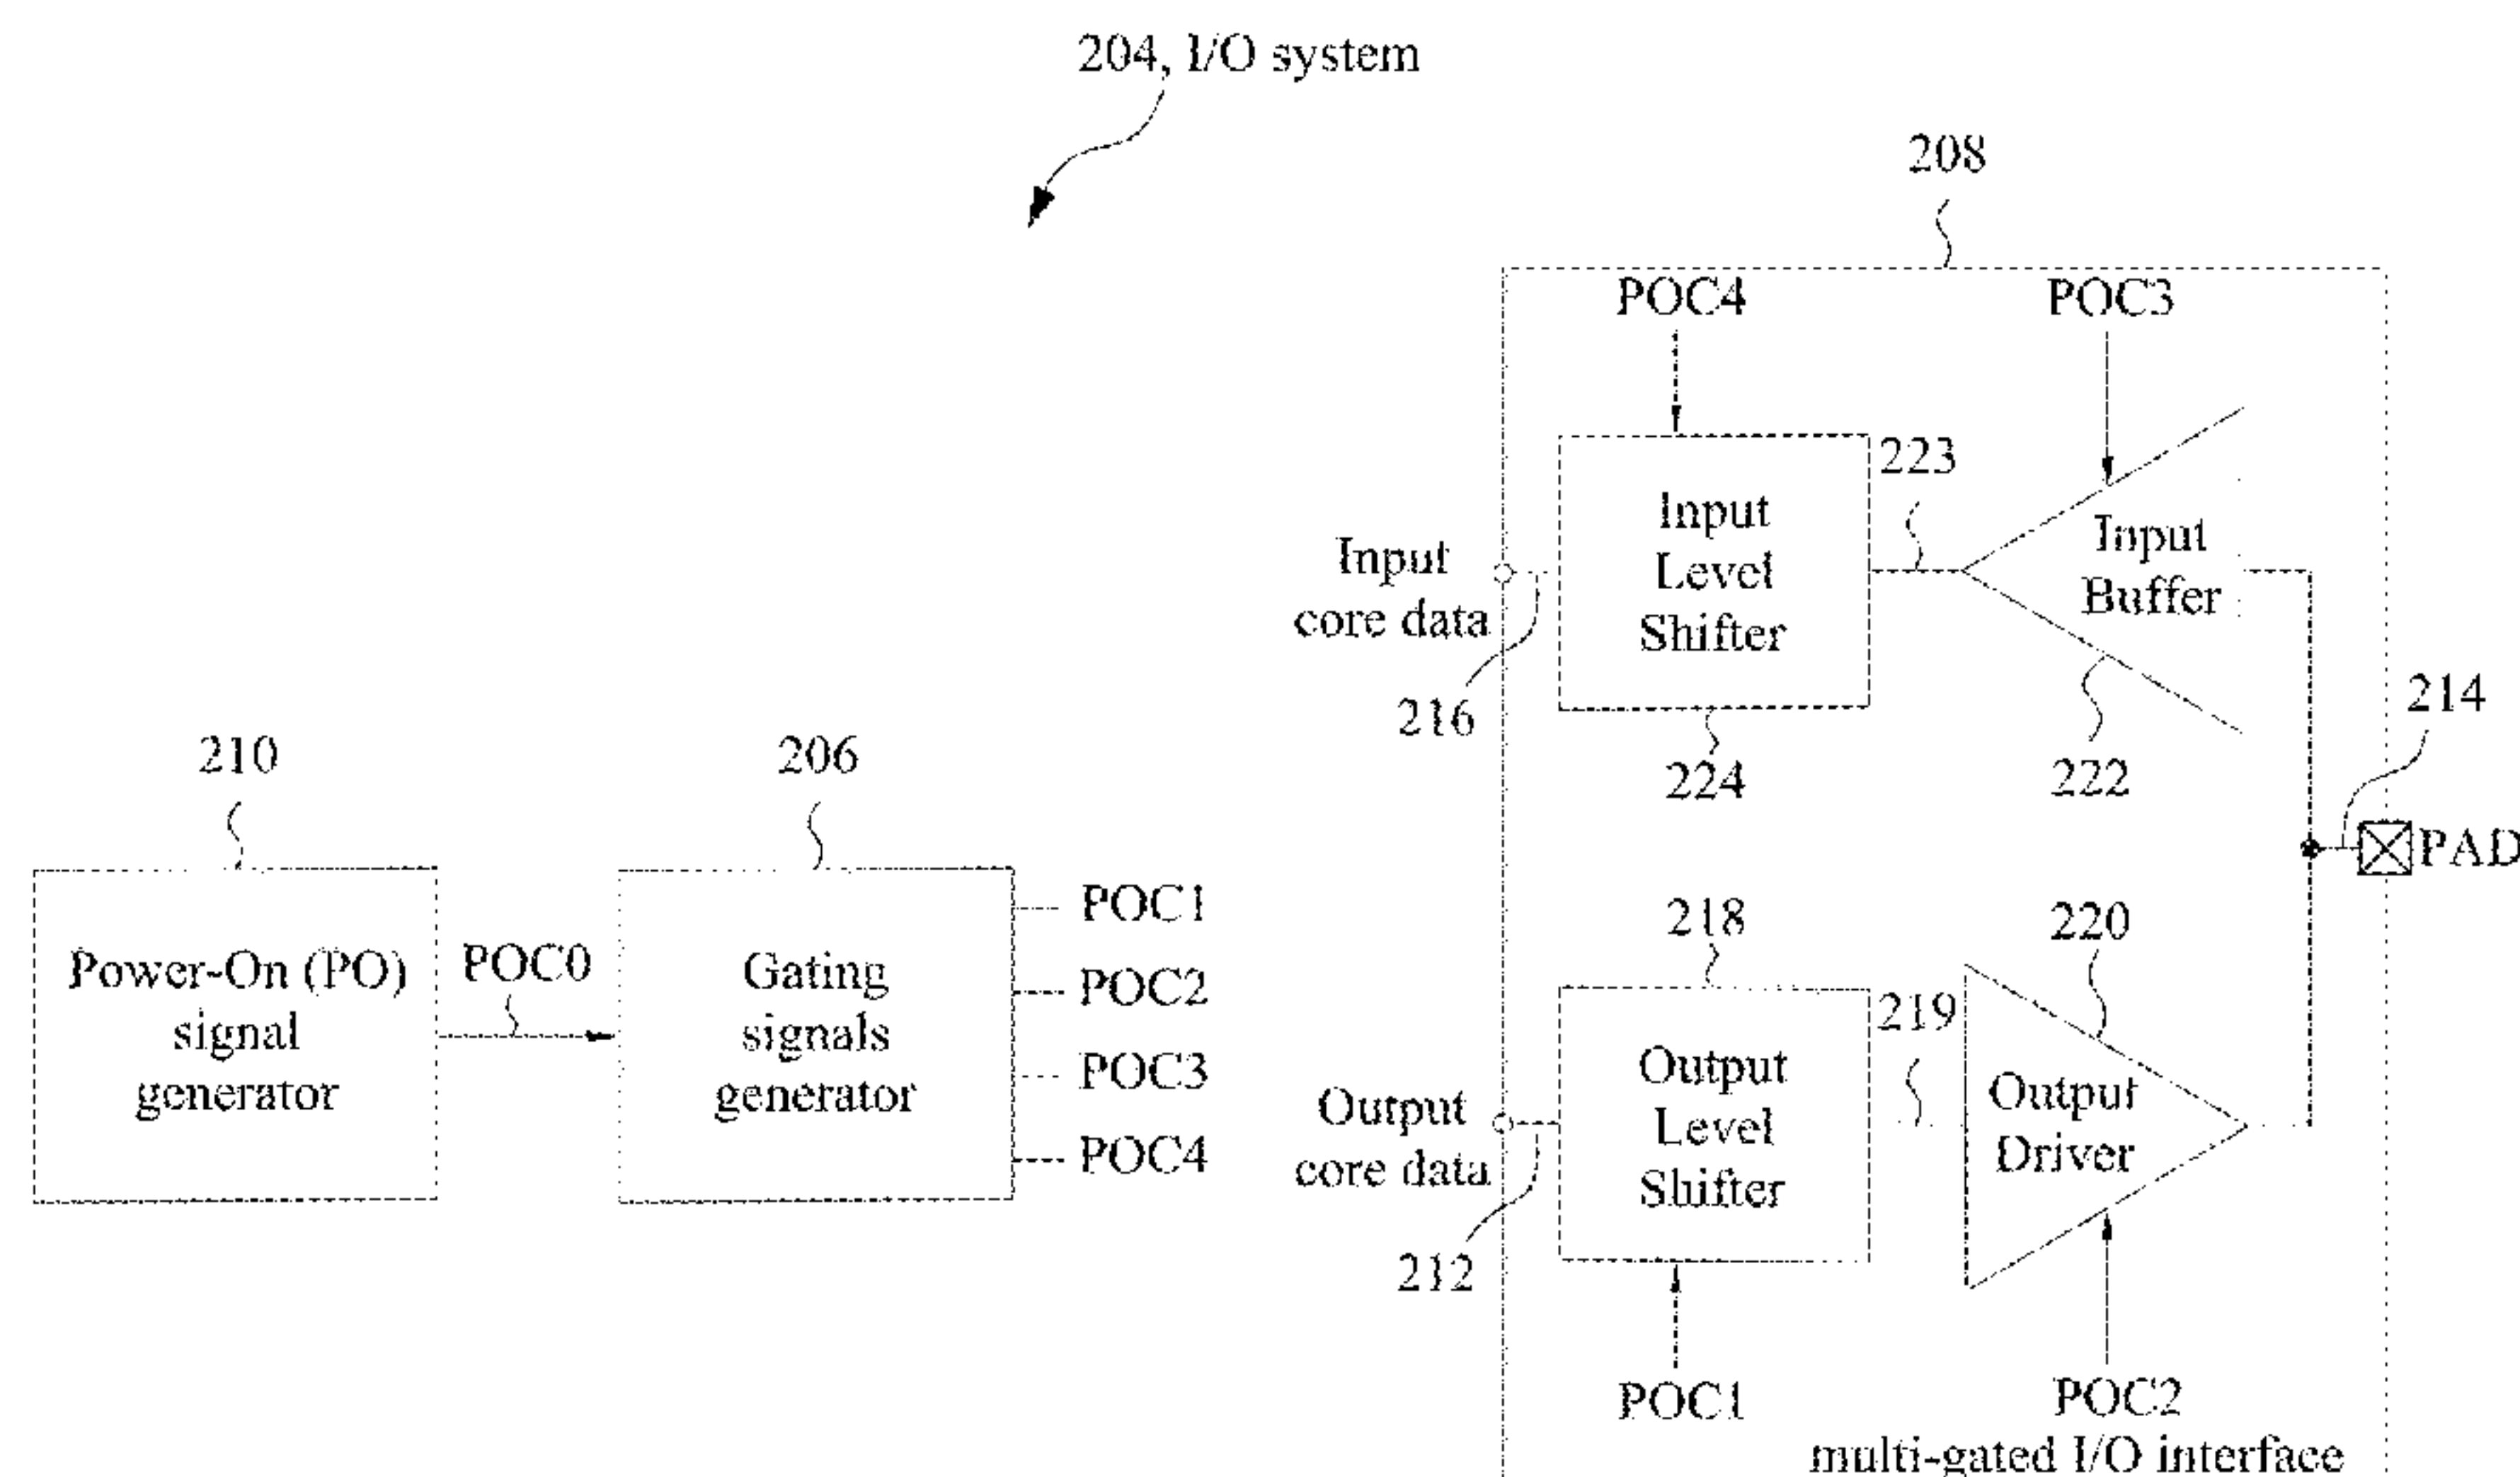 204, I/O system
208
POC4
POC3
223
Input
Level
Shifter
Input
Buffer
Input
core data
216
224
222
214
PAD
210
206
Power-On (PO)
signal
generator
POC0
Gating
signals
generator
POC1
POC2
POC3
POC4
218
220
219
Output
Level
Shifter
Output
Driver
Output
core data
212
POC1
POC2
multi-gated I/O interface